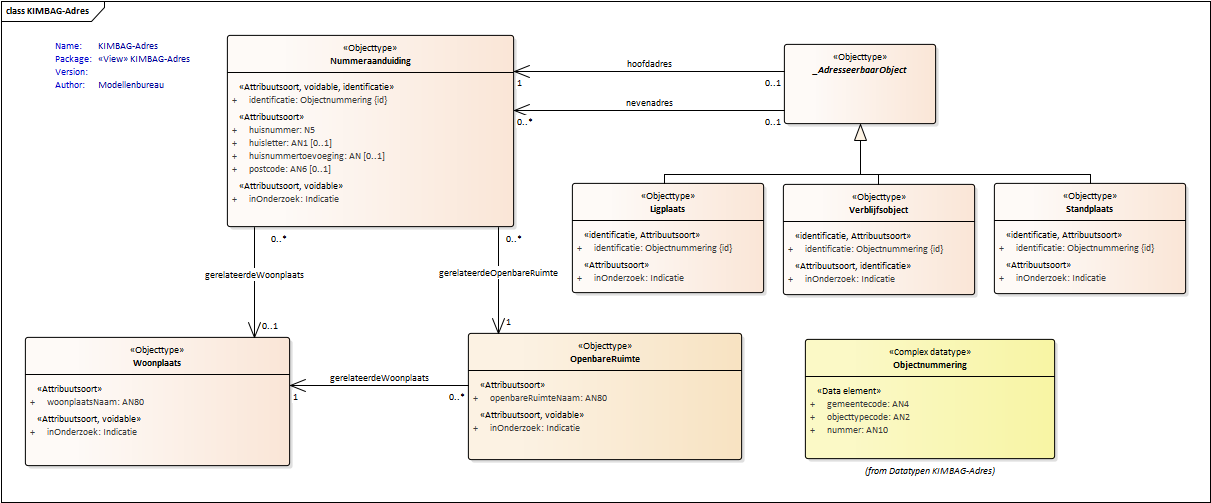 class KIMBAG-Adres
Name: KIMBAG-Adres
Package: «View» KIMBAG-Adres
Version:
Author: Modellenbureau
«Objecttype»
Nummeraanduiding
«Attribuutsoort, voidable, identificatie»
+ identificatie: Objectnummering {id}
«Attribuutsoort»
+ huisnummer: N5
+ huisletter: AN1 [0..1]
+ huisnummertoevoeging: AN [0..1]
+ postcode: AN6 [0..1]
«Attribuutsoort, voidable»
+ inOnderzoek: Indicatie
hoofdadres
1
0..1
nevenadres
0..*
0..1
«Objecttype»
_AdresseerbaarObject
«Objecttype»
Ligplaats
«identificatie, Attribuutsoort»
+ identificatie: Objectnummering {id}
«Attribuutsoort»
+ inOnderzoek: Indicatie
«Objecttype»
Verblijfsobject
«identificatie, Attribuutsoort»
+ identificatie: Objectnummering {id}
«Attribuutsoort, identificatie»
+ inOnderzoek: Indicatie
«Objecttype»
Standplaats
«identificatie, Attribuutsoort»
+ identificatie: Objectnummering {id}
«Attribuutsoort»
+ inOnderzoek: Indicatie
0..*
gerelateerdeWoonplaats
0..1
0..*
gerelateerdeOpenbareRuimte
1
«Objecttype»
Woonplaats
«Attribuutsoort»
+ woonplaatsNaam: AN80
«Attribuutsoort, voidable»
+ inOnderzoek: Indicatie
gerelateerdeWoonplaats
1
0..*
«Objecttype»
OpenbareRuimte
«Attribuutsoort»
+ openbareRuimteNaam: AN80
«Attribuutsoort, voidable»
+ inOnderzoek: Indicatie
«Complex datatype»
Objectnummering
«Data element»
+ gemeentecode: AN4
+ objecttypecode: AN2
+ nummer: AN10
(from Datatypen KIMBAG-Adres)